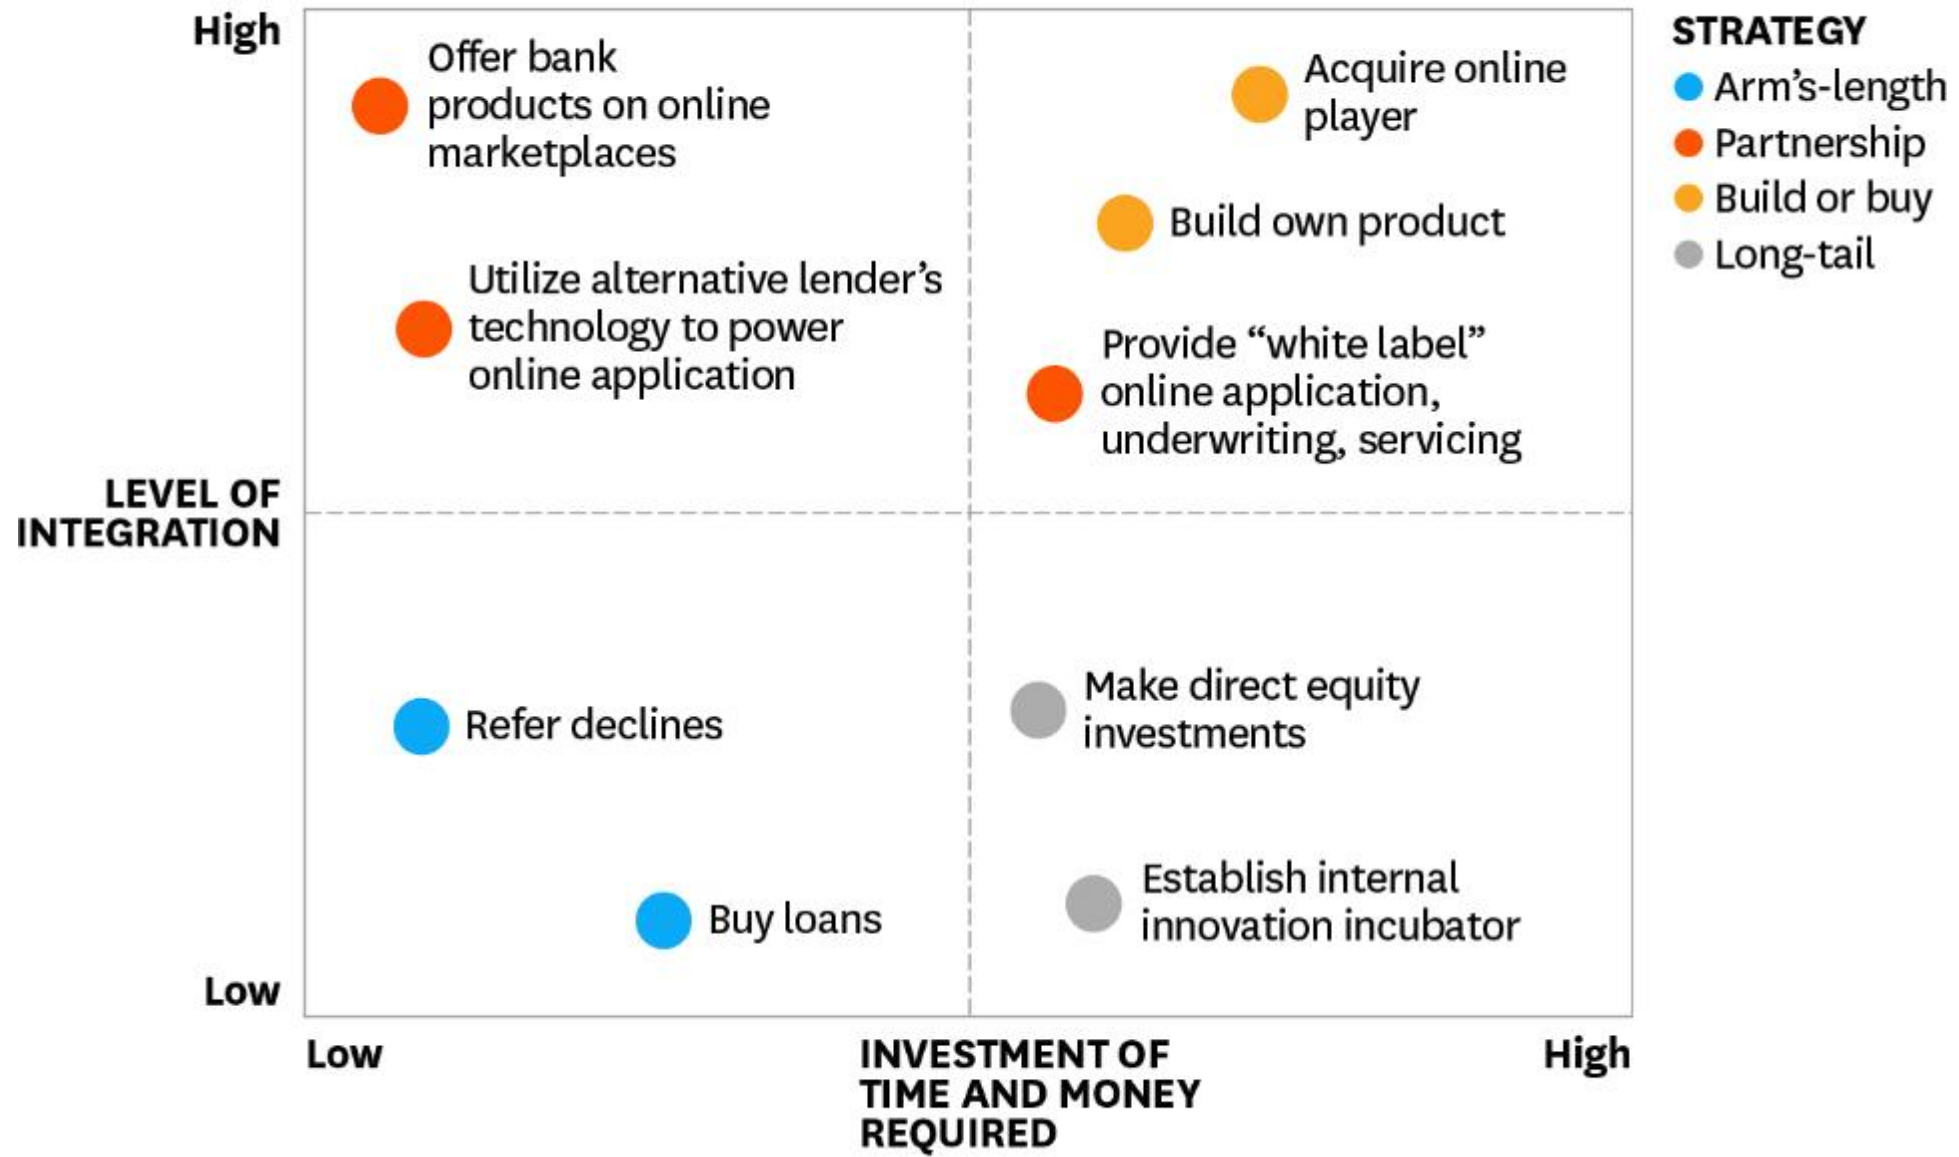 High
Offer bank
products on online
marketplaces
Acquire online
player
Build own product
Utilize alternative lender’s
technology to power
online application
Provide “white label”
online application,
underwriting, servicing
LEVEL OF
INTEGRATION
Refer declines
Make direct equity
investments
Buy loans
Establish internal
innovation incubator
Low
Low
INVESTMENT OF
TIME AND MONEY
REQUIRED
High
STRATEGY
Arm’s-length
Partnership
Build or buy
Long-tail